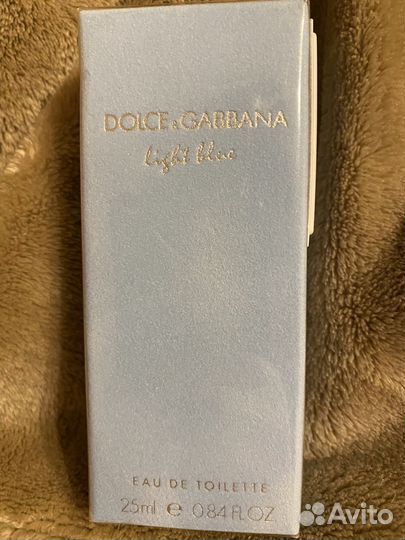 DOLCE & GABBANA
light blue
EAU DE TOILETTE
25ml e 0.84 FL.OZ
Avito